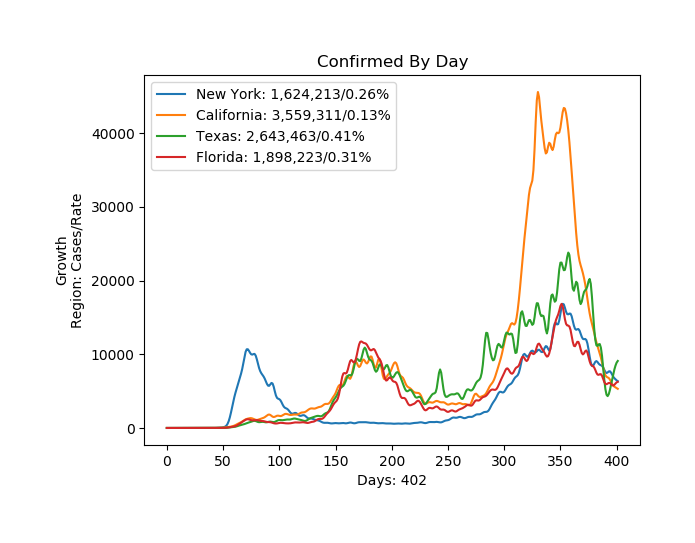 Confirmed By Day
New York: 1,624,213/0.26%
California: 3,559,311/0.13%
Texas: 2,643,463/0.41%
Florida: 1,898,223/0.31%
40000
30000
20000
10000
0
Growth
Region: Cases/Rate
0 50 100 150 200 250 300 350 400
Days: 402